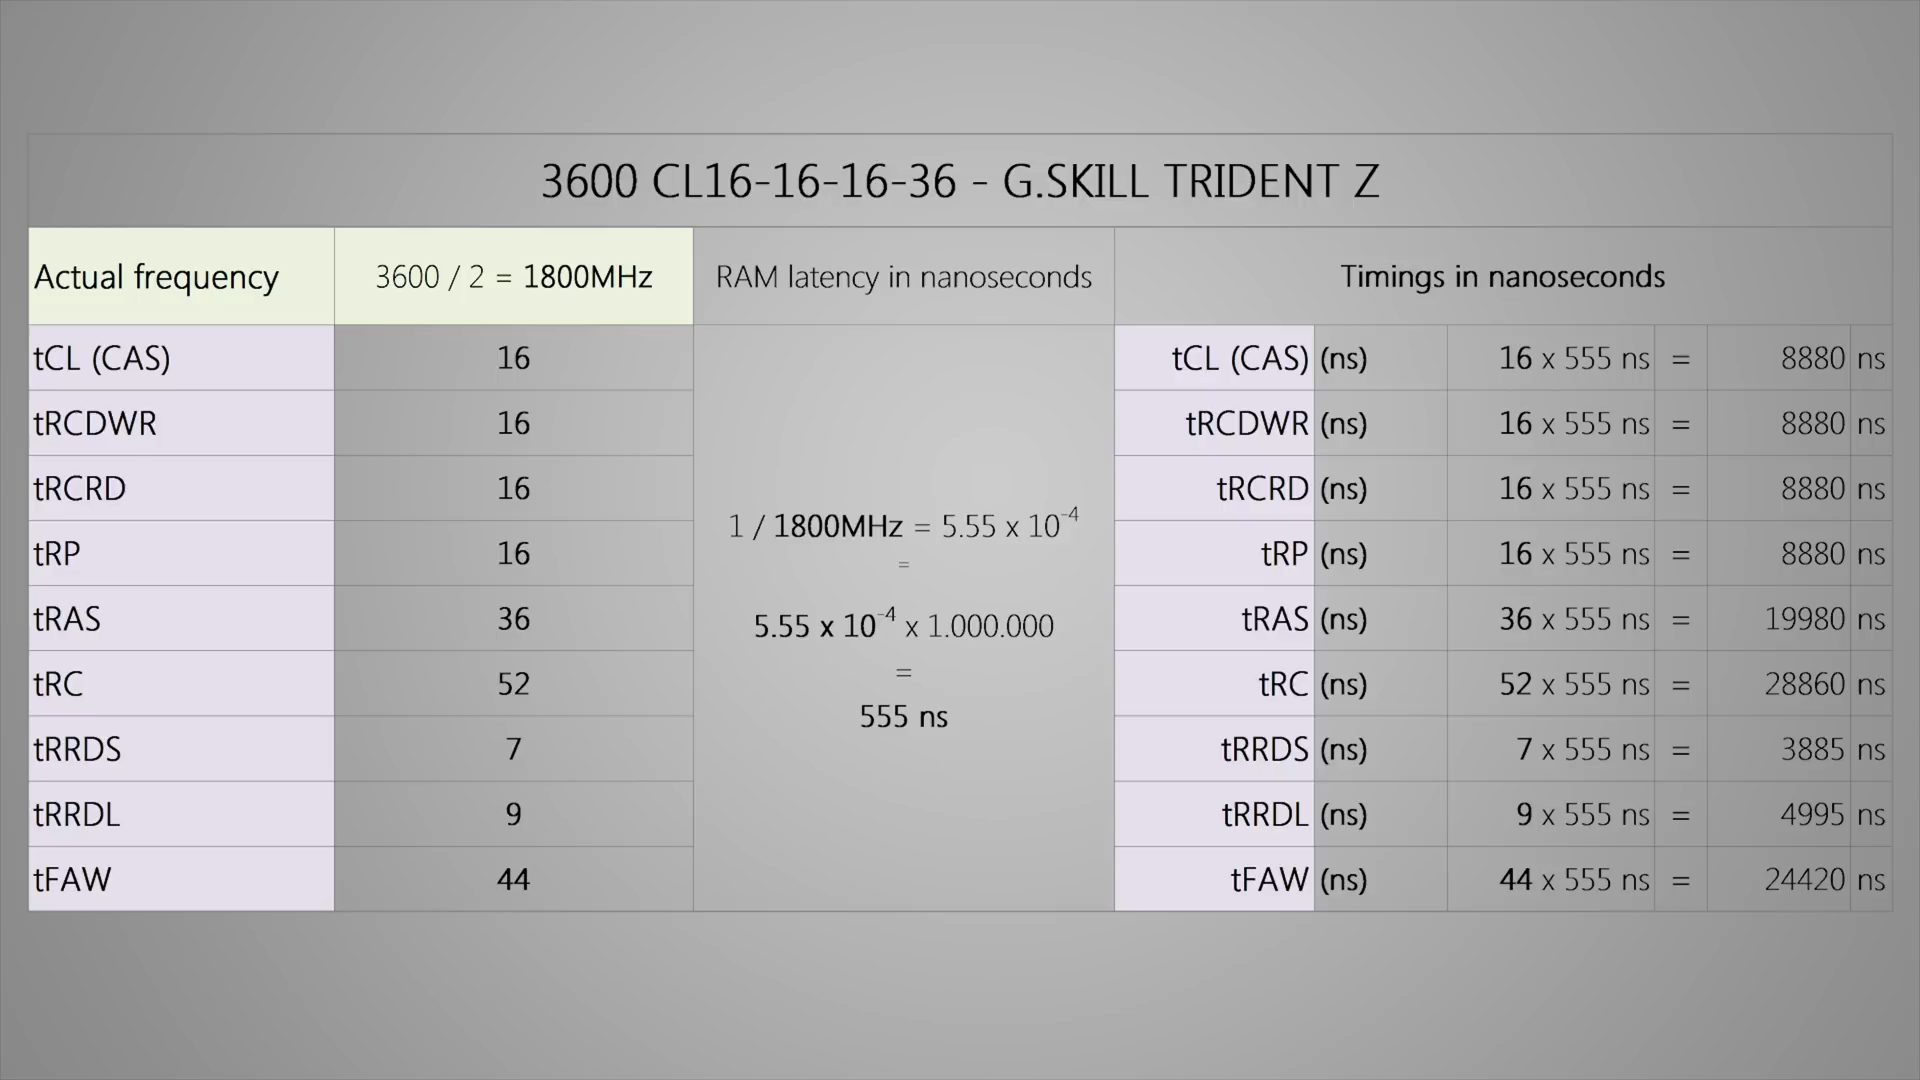 3600 CL16-16-16-36 - G.SKILL TRIDENT Z
Actual frequency 3600 / 2 = 1800MHz RAM latency in nanoseconds Timings in nanoseconds
tCL (CAS) 16 tCL (CAS) (ns) 16 x 555 ns = 8880 ns
tRCDWR 16 tRCDWR (ns) 16 x 555 ns = 8880 ns
tRCRD 16 tRCRD (ns) 16 x 555 ns = 8880 ns
1 / 1800MHz = 5.55 x 10⁻⁴
tRP 16 tRP (ns) 16 x 555 ns = 8880 ns
=
tRAS 36 5.55 x 10⁻⁴ x 1.000.000 tRAS (ns) 36 x 555 ns = 19980 ns
=
tRC 52 tRC (ns) 52 x 555 ns = 28860 ns
555 ns
tRRDS 7 tRRDS (ns) 7 x 555 ns = 3885 ns
tRRDL 9 tRRDL (ns) 9 x 555 ns = 4995 ns
tFAW 44 tFAW (ns) 44 x 555 ns = 24420 ns